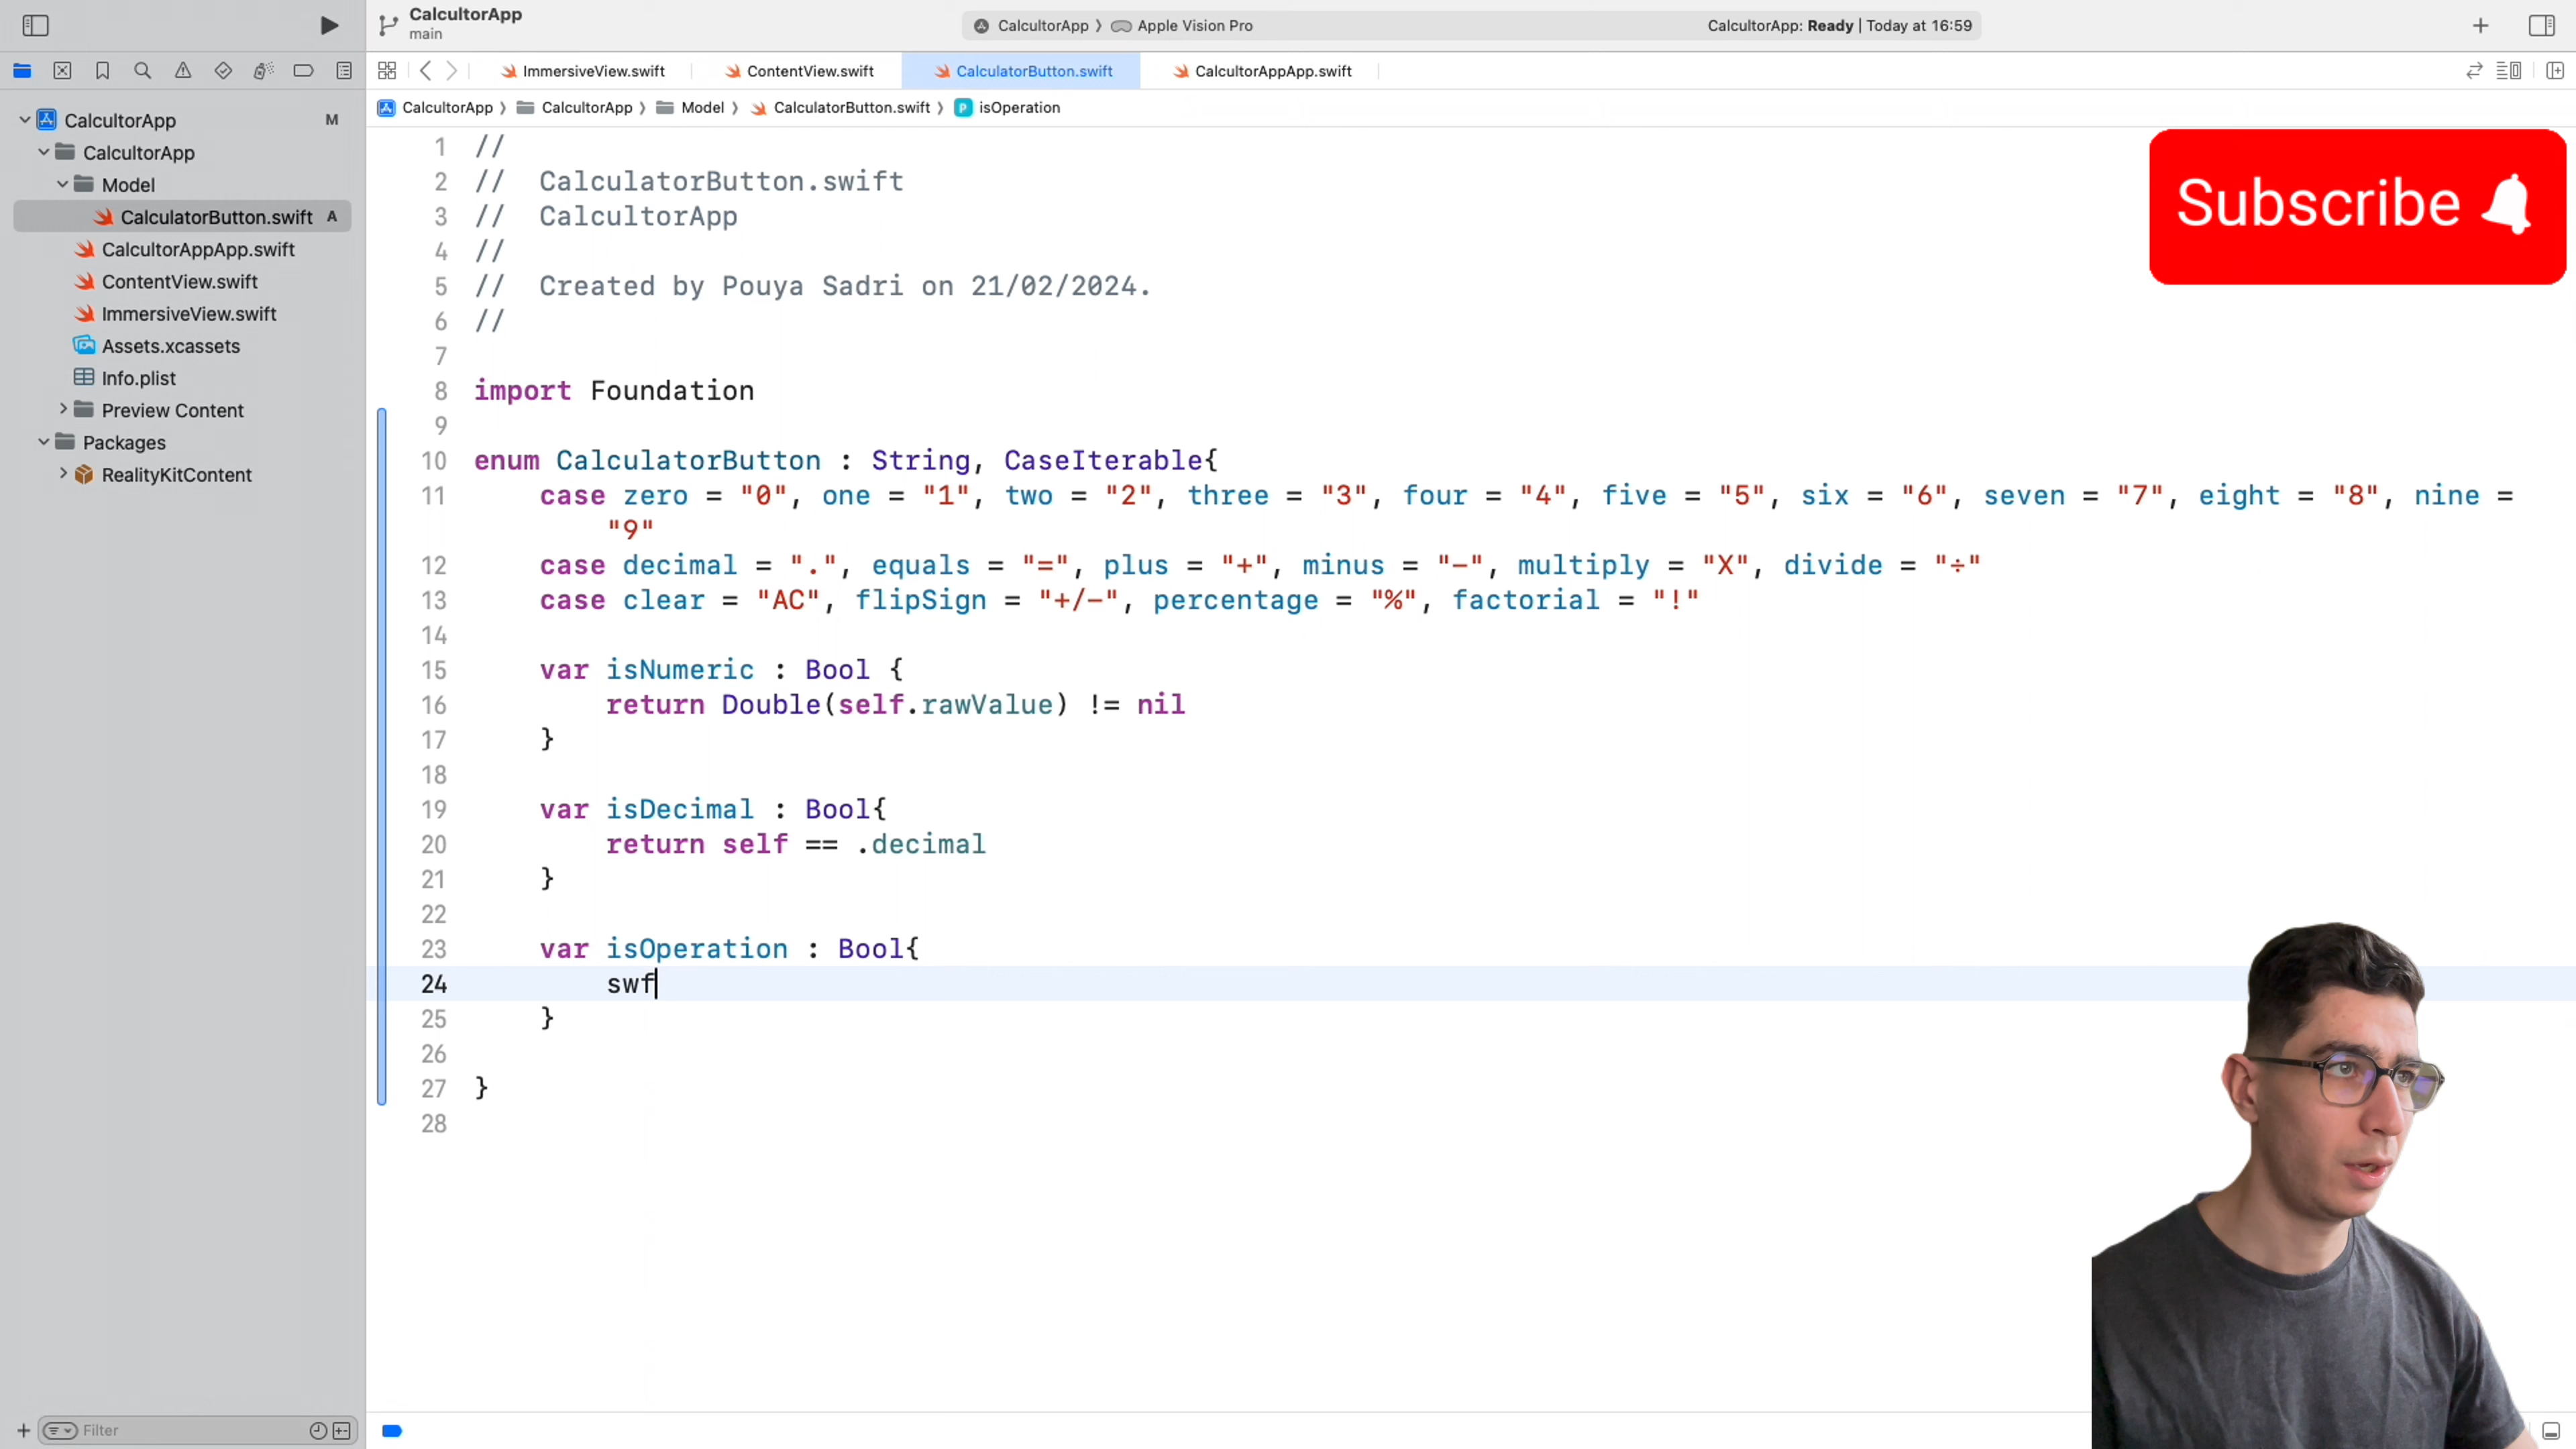 CalcultorApp
main
CalcultorApp 〉 Apple Vision Pro
CalcultorApp: Ready | Today at 16:59
ImmersiveView.swift
ContentView.swift
CalculatorButton.swift
CalcultorAppApp.swift
CalcultorApp 〉 CalcultorApp 〉 Model 〉 CalculatorButton.swift 〉 P isOperation
CalcultorApp M
CalcultorApp
Model
CalculatorButton.swift A
CalcultorAppApp.swift
ContentView.swift
ImmersiveView.swift
Assets.xcassets
Info.plist
Preview Content
Packages
RealityKitContent
Filter
1 //
2 //  CalculatorButton.swift
3 //  CalcultorApp
4 //
5 //  Created by Pouya Sadri on 21/02/2024.
6 //
7
8 import Foundation
9
10 enum CalculatorButton : String, CaseIterable{
11     case zero = "0", one = "1", two = "2", three = "3", four = "4", five = "5", six = "6", seven = "7", eight = "8", nine =
"9"
12     case decimal = ".", equals = "=", plus = "+", minus = "-", multiply = "X", divide = "÷"
13     case clear = "AC", flipSign = "+/-", percentage = "%", factorial = "!"
14
15     var isNumeric : Bool {
16         return Double(self.rawValue) != nil
17     }
18
19     var isDecimal : Bool{
20         return self == .decimal
21     }
22
23     var isOperation : Bool{
24         swf
25     }
26
27 }
28
Subscribe